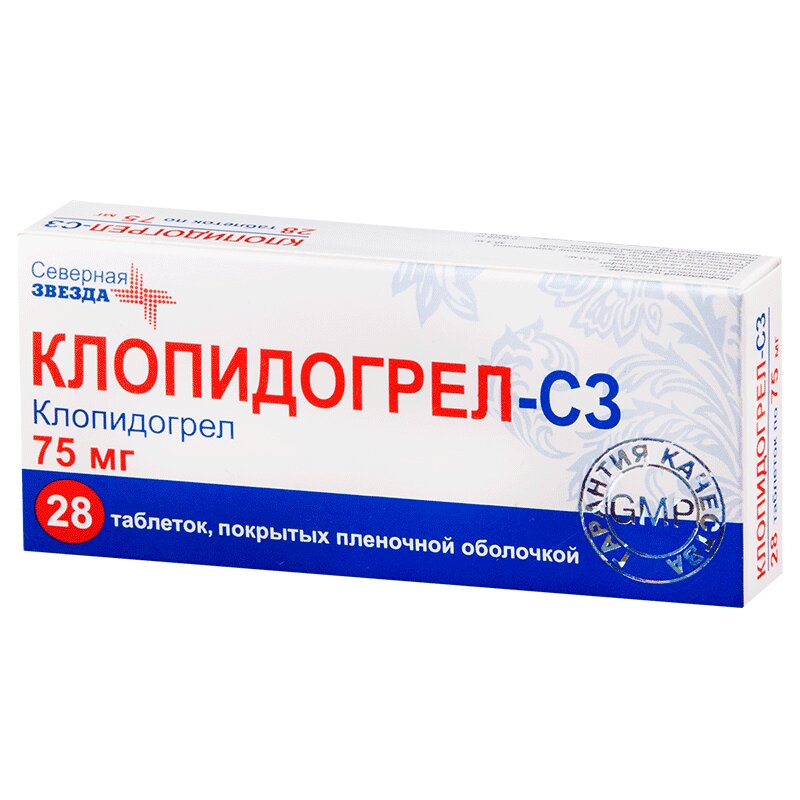 28 таблеток по 75 мг
КЛОПИДОГРЕЛ-СЗ
Северная
ЗВЕЗДА
КЛОПИДОГРЕЛ-СЗ
Клопидогрел
75 мг
28 таблеток, покрытых пленочной оболочкой
ГАРАНТИЯ КАЧЕСТВА
GMP
КЛОПИДОГРЕЛ-СЗ
28 таблеток по 75 мг